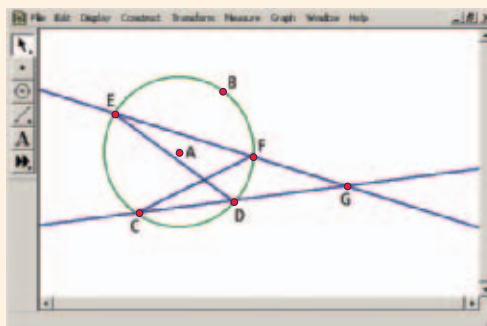 File Edit Display Construct Transform Measure Graph Window Help
B
E
A
F
G
D
C
A